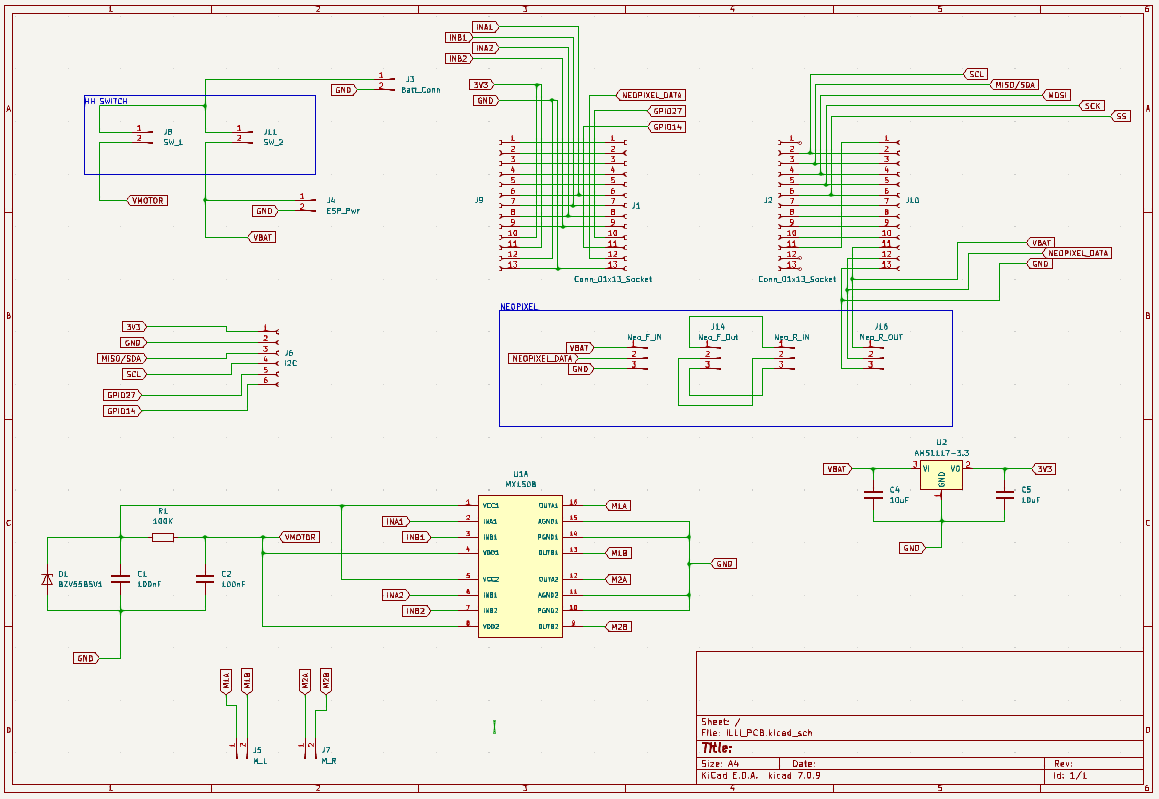 1 2 3 4 5 6
INA1
INB1
INA2
INB2
3V3
GND
NEOPIXEL_DATA
GPIO27
GPIO14
SCL
MISO/SDA
MOSI
SCK
SS
A A
1 J3
GND 2 Batt_Conn
HH SWITCH
1 J8
2 SW_1
1 J11
2 SW_2
VMOTOR
1 J4
GND 2 ESP_Pwr
VBAT
1 1
2 2
3 3
4 4
5 5
6 6
7 7
8 8
9 9
10 10
11 11
12 12
13 13
J9 J1
Conn_01x13_Socket
1 1
2 2
3 3
4 4
5 5
6 6
7 7
8 8
9 9
10 10
11 11
12 12
13 13
J2 J10
Conn_01x13_Socket
VBAT
NEOPIXEL_DATA
GND
B B
3V3 1
GND 2
MISO/SDA 3 J6
SCL 4 I2C
GPIO27 5
GPIO14 6
NEOPIXEL
J14 J16
Neo_F_IN Neo_F_Out Neo_R_IN Neo_R_OUT
VBAT 1 1 1 1
NEOPIXEL_DATA 2 2 2 2
GND 3 3 3 3
U2
AMS1117-3.3
VBAT 3 VI VO 2 3V3
GND
1
C4
10uF
C5
10uF
GND
C C
R1
100K
VMOTOR
D1
BZV55B5V1
C1
100nF
C2
100nF
GND
U1A
MX1508
1 VCC1 OUTA1 16 M1A
INA1 2 INA1 AGND1 15
INB1 3 INB1 PGND1 14
4 VDD1 OUTB1 13 M1B
GND
5 VCC2 OUTA2 12 M2A
INA2 6 INB1 AGND2 11
INB2 7 INB2 PGND2 10
8 VDD2 OUTB2 9 M2B
M1A M1B M2A M2B
1 2 J5
M_L
1 2 J7
M_R
D D
Sheet: /
File: ILLI_PCB.kicad_sch
Title:
Size: A4 Date: Rev:
KiCad E.D.A. kicad 7.0.9 Id: 1/1
1 2 3 4 5 6